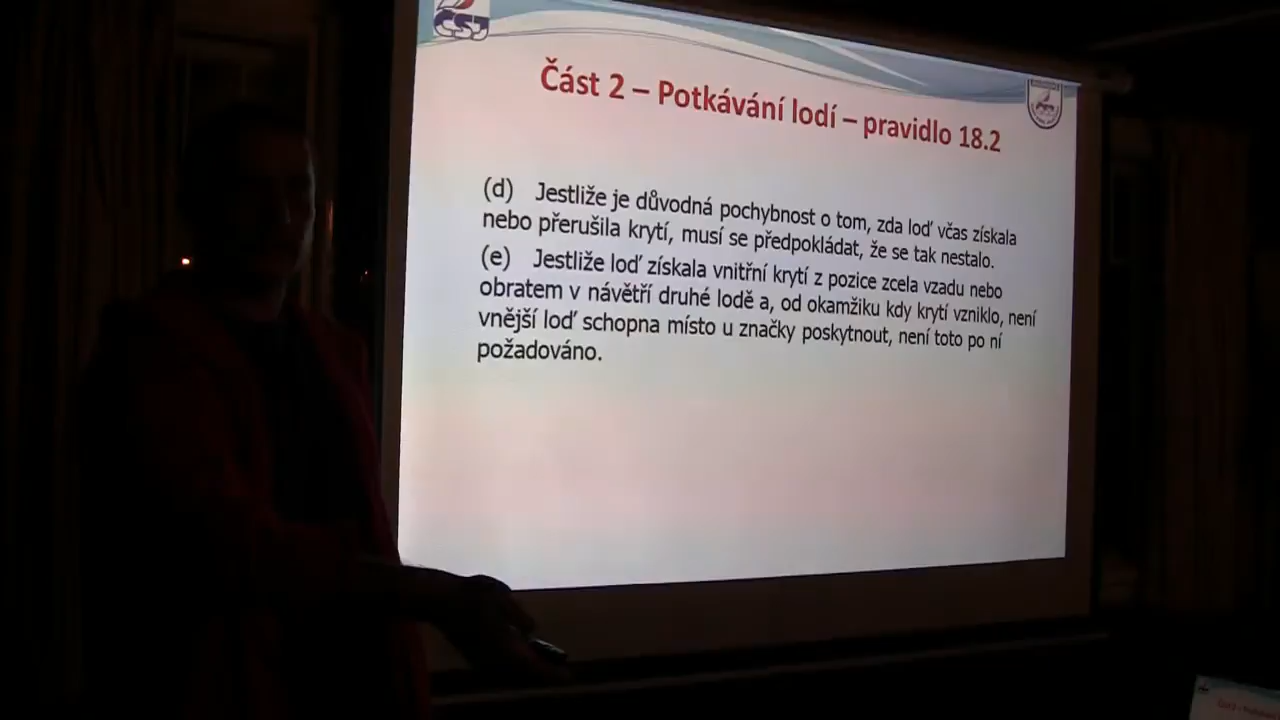 ČSJ
Část 2 – Potkávání lodí – pravidlo 18.2
(d) Jestliže je důvodná pochybnost o tom, zda loď včas získala
nebo přerušila krytí, musí se předpokládat, že se tak nestalo.
(e) Jestliže loď získala vnitřní krytí z pozice zcela vzadu nebo
obratem v návětří druhé lodě a, od okamžiku kdy krytí vzniklo, není
vnější loď schopna místo u značky poskytnout, není toto po ní
požadováno.